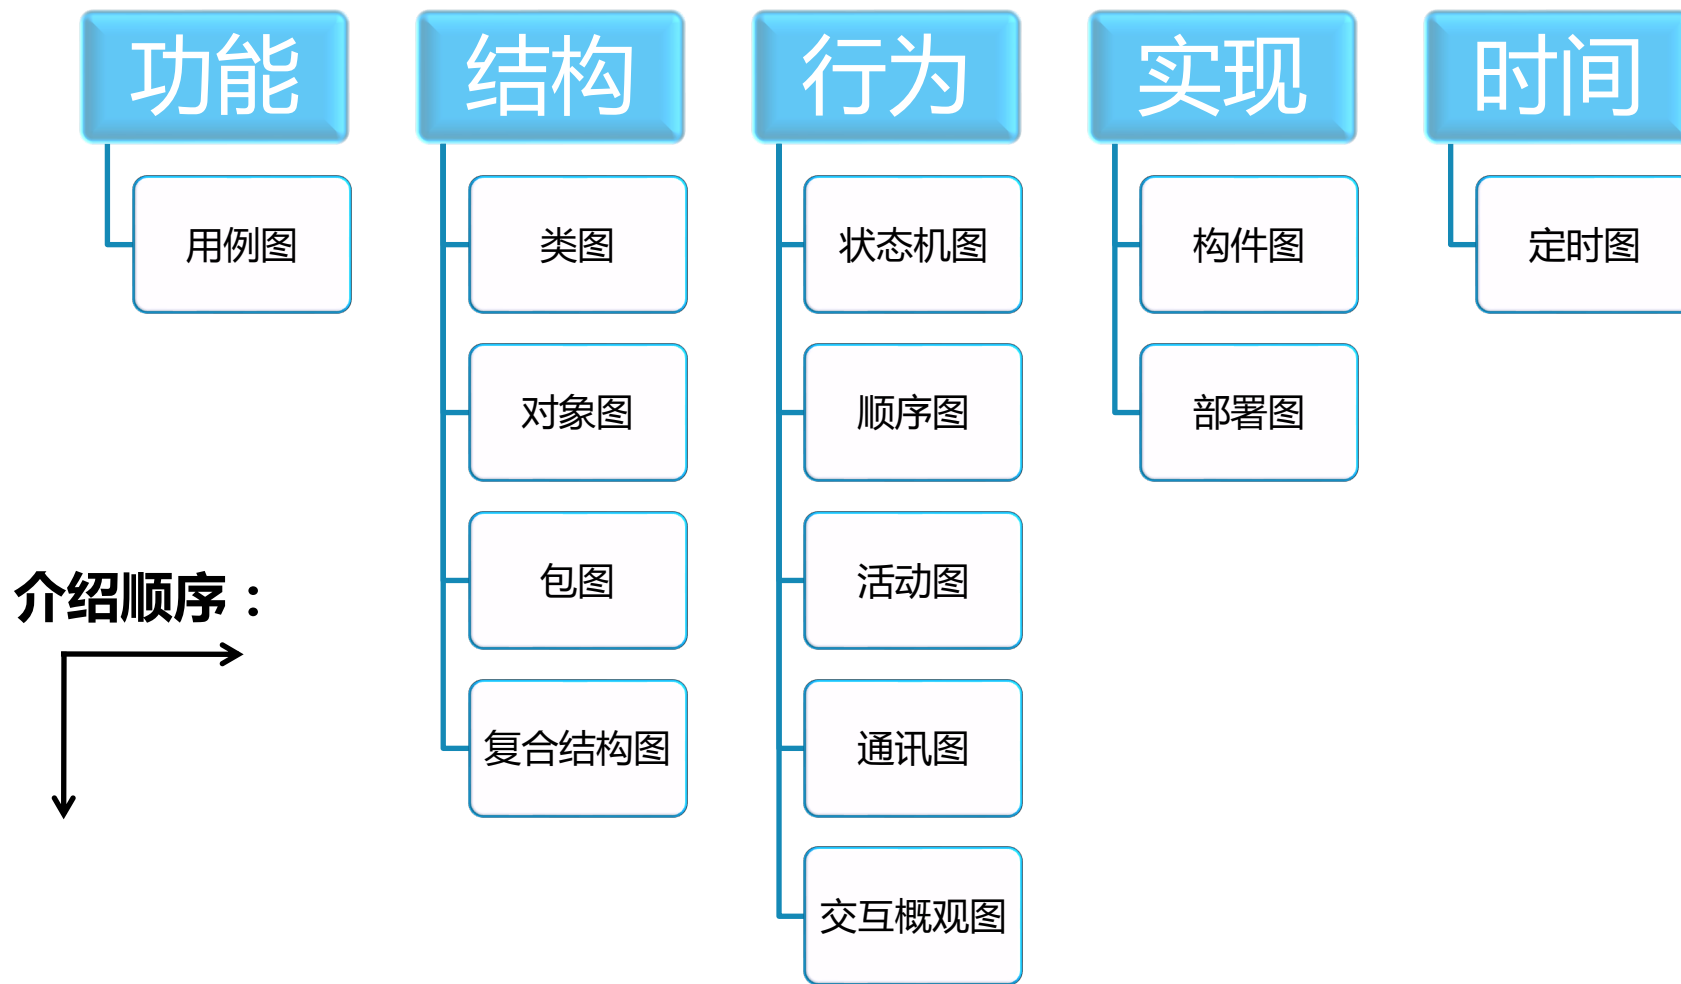 功能
用例图
结构
类图
对象图
包图
复合结构图
行为
状态机图
顺序图
活动图
通讯图
交互概观图
实现
构件图
部署图
时间
定时图
介绍顺序：